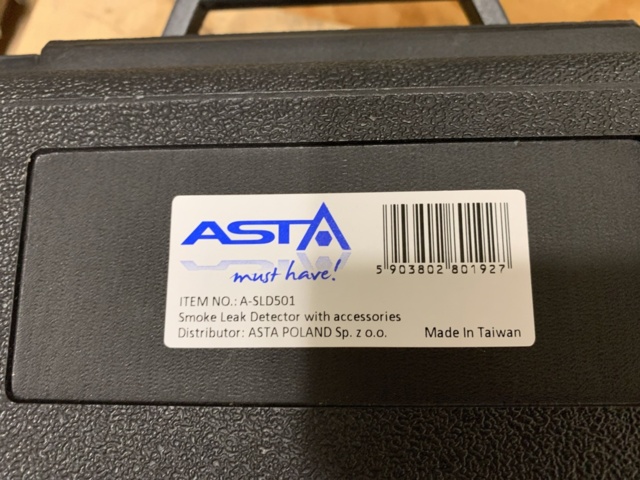 ASTA
must have!
5 903802 801927
ITEM NO.: A-SLD501
Smoke Leak Detector with accessories
Distributor: ASTA POLAND Sp. z o.o. Made In Taiwan